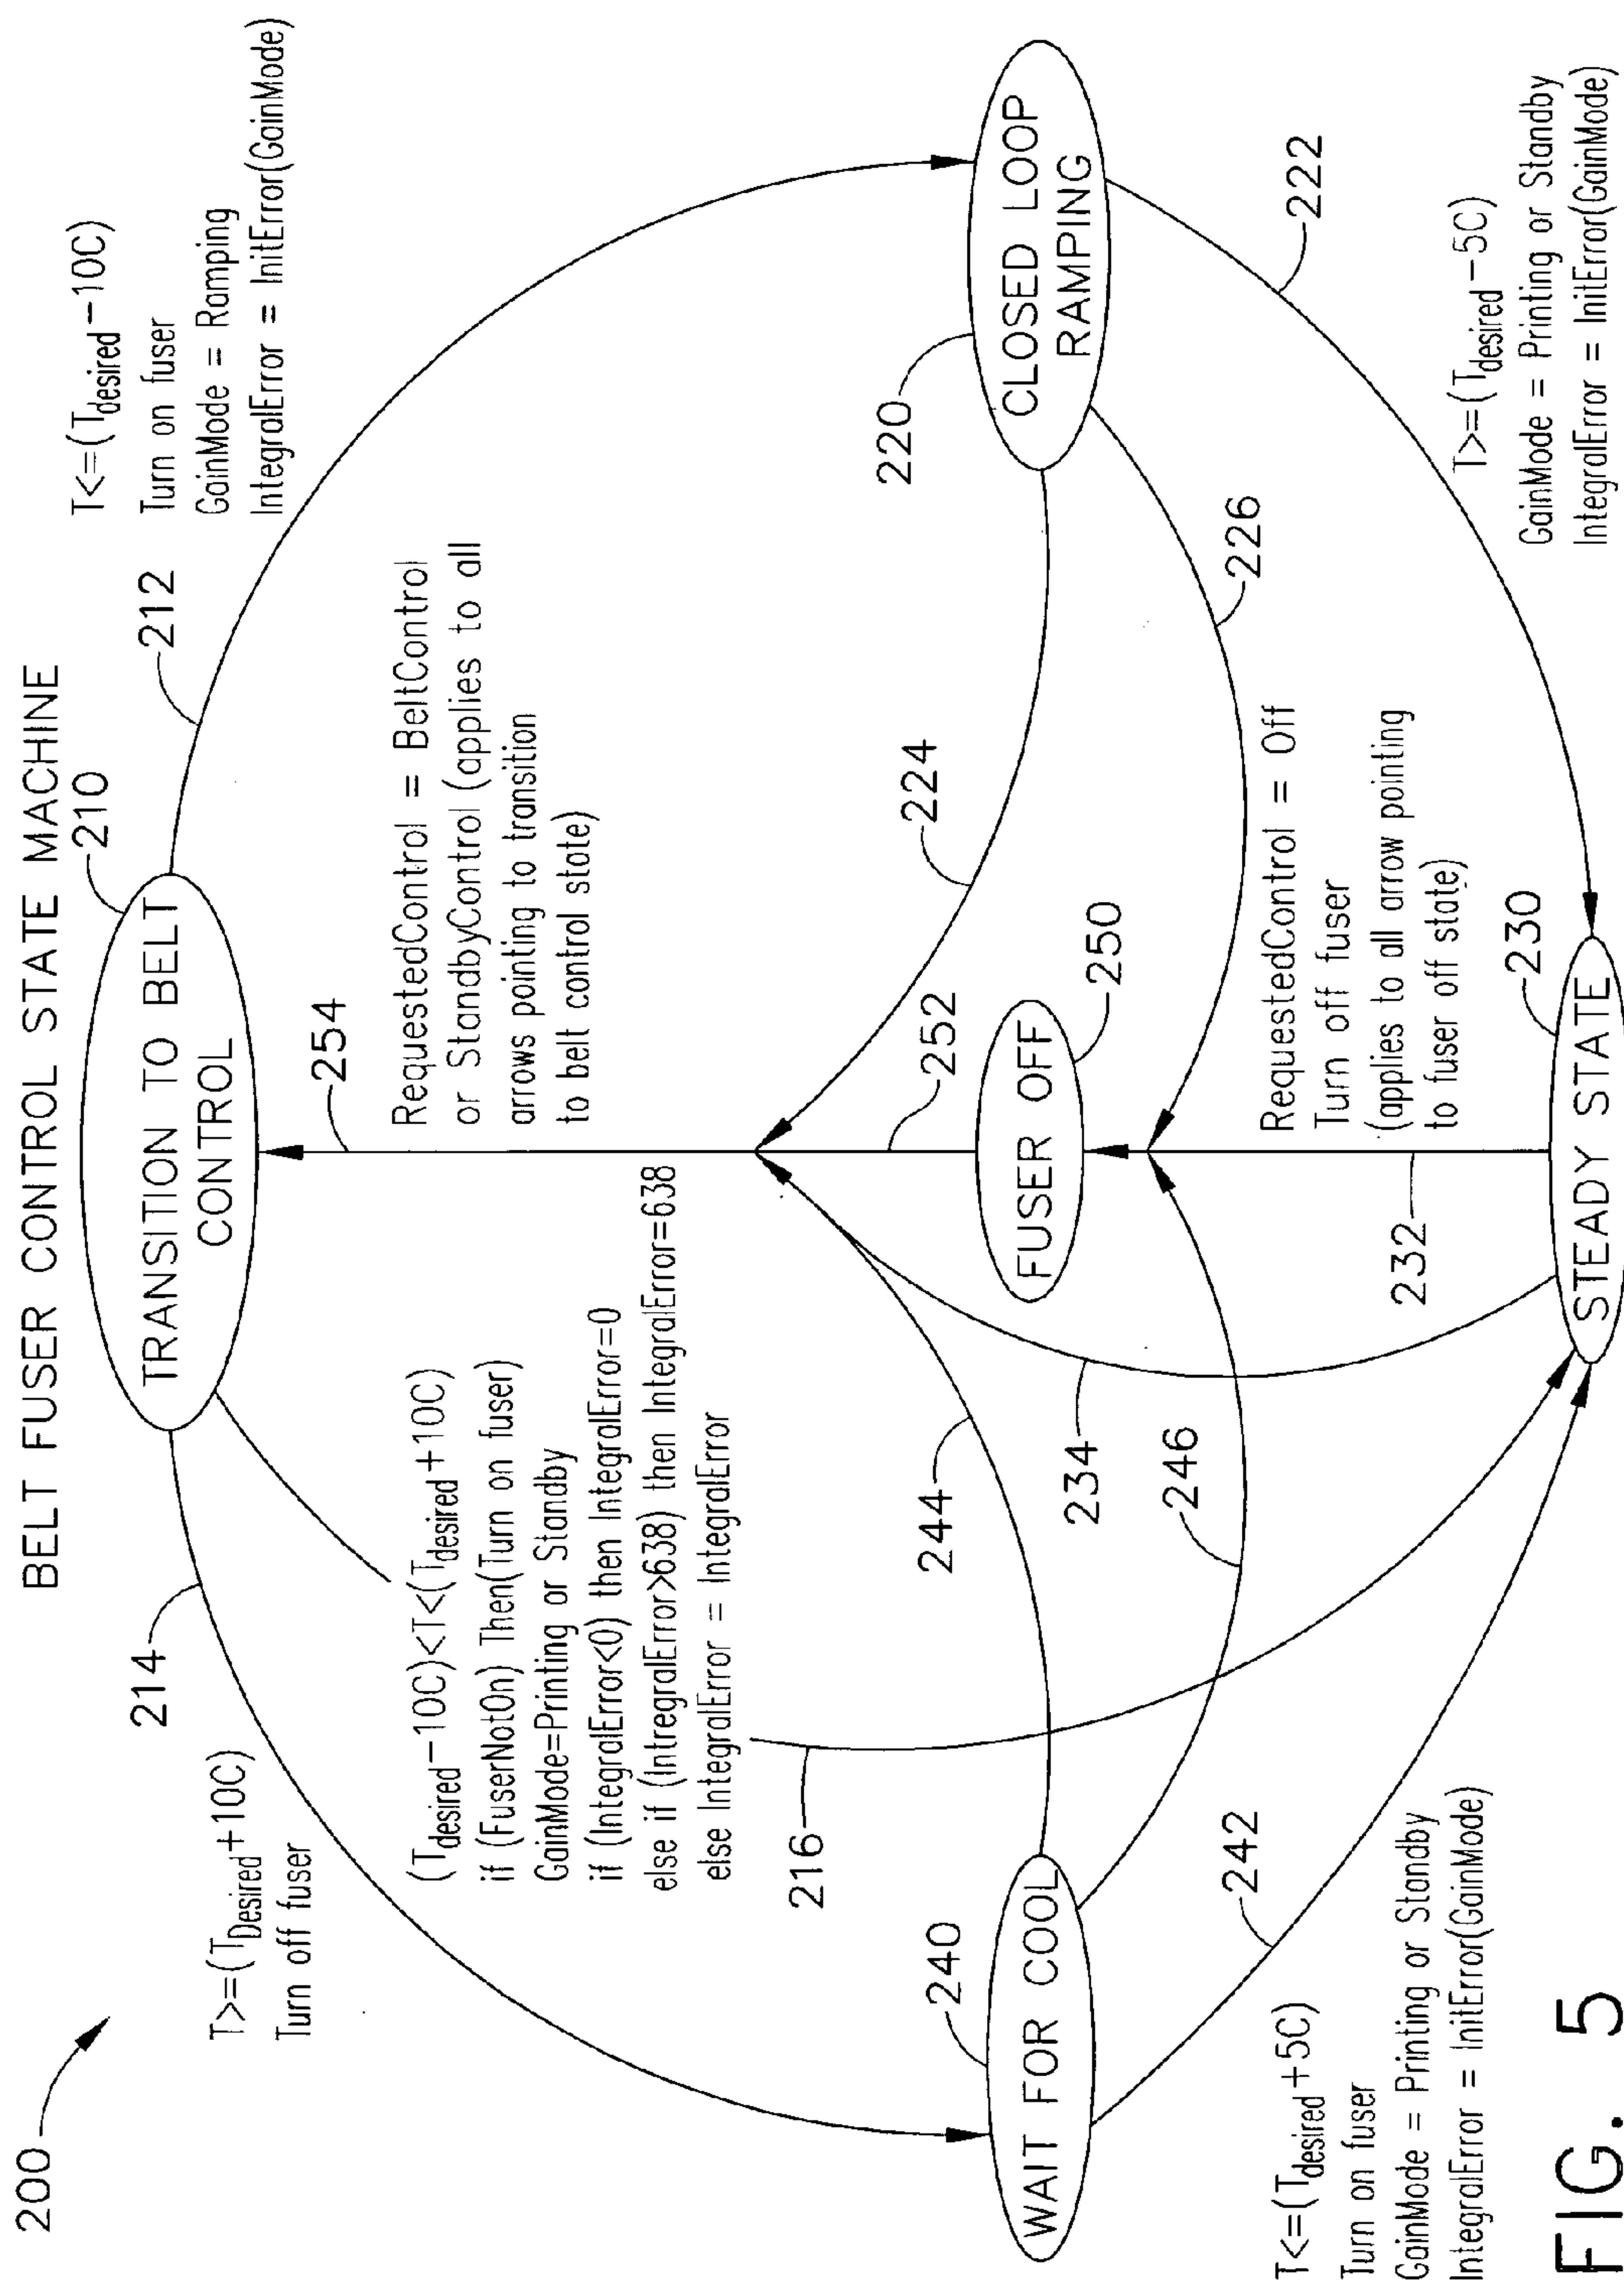 BELT FUSER CONTROL STATE MACHINE
200
210
TRANSITION TO BELT
CONTROL
212
T<=(Tdesired-10C)
Turn on fuser
GainMode = Ramping
IntegralError = InitError(GainMode)
214
T>=(TDesired+10C)
Turn off fuser
254
RequestedControl = BeltControl
or StandbyControl (applies to all
arrows pointing to transition
to belt control state)
(Tdesired-10C)<T<(Tdesired+10C)
if (FuserNotOn) Then(Turn on fuser)
GainMode=Printing or Standby
if (IntegralError<0) then IntegralError=0
else if (IntregralError>638) then IntegralError=638
else IntegralError = IntegralError
216
224
220
CLOSED LOOP
RAMPING
240
WAIT FOR COOL
244
252
FUSER OFF
250
234
246
226
222
RequestedControl = Off
Turn off fuser
(applies to all arrow pointing
to fuser off state)
232
242
T<=(Tdesired+5C)
Turn on fuser
GainMode = Printing or Standby
IntegralError = InitError(GainMode)
T>=(Tdesired-5C)
GainMode = Printing or Standby
IntegralError = InitError(GainMode)
230
STEADY STATE
FIG. 5